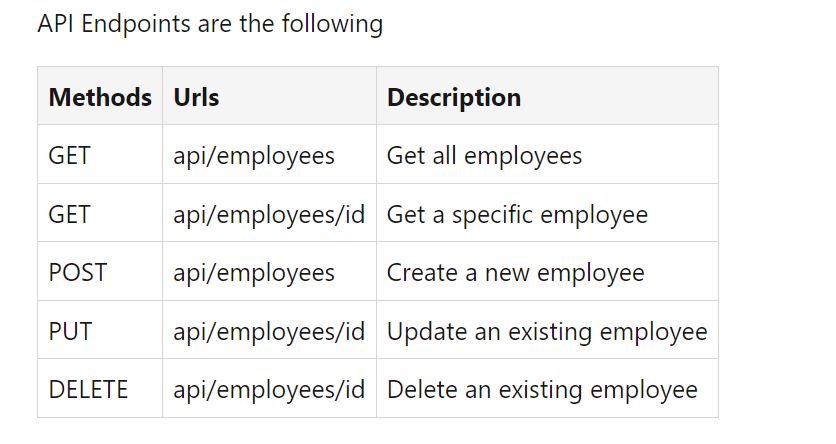 API Endpoints are the following
Methods Urls Description
GET api/employees Get all employees
GET api/employees/id Get a specific employee
POST api/employees Create a new employee
PUT api/employees/id Update an existing employee
DELETE api/employees/id Delete an existing employee